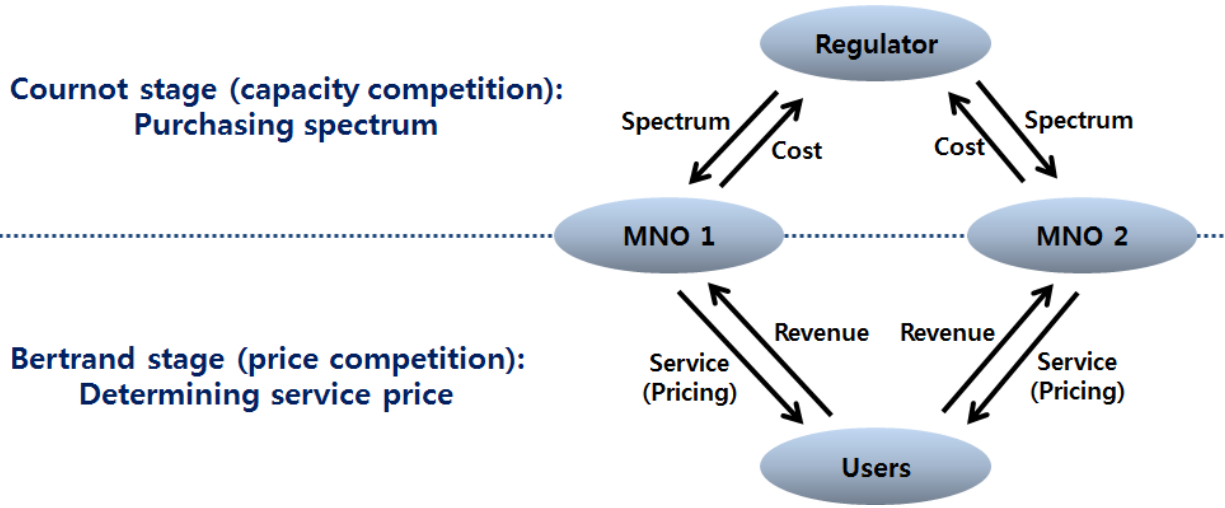 Regulator
Cournot stage (capacity competition):
Purchasing spectrum
Spectrum
Cost
Cost
Spectrum
MNO 1
MNO 2
Bertrand stage (price competition):
Determining service price
Revenue
Revenue
Service
(Pricing)
Service
(Pricing)
Users